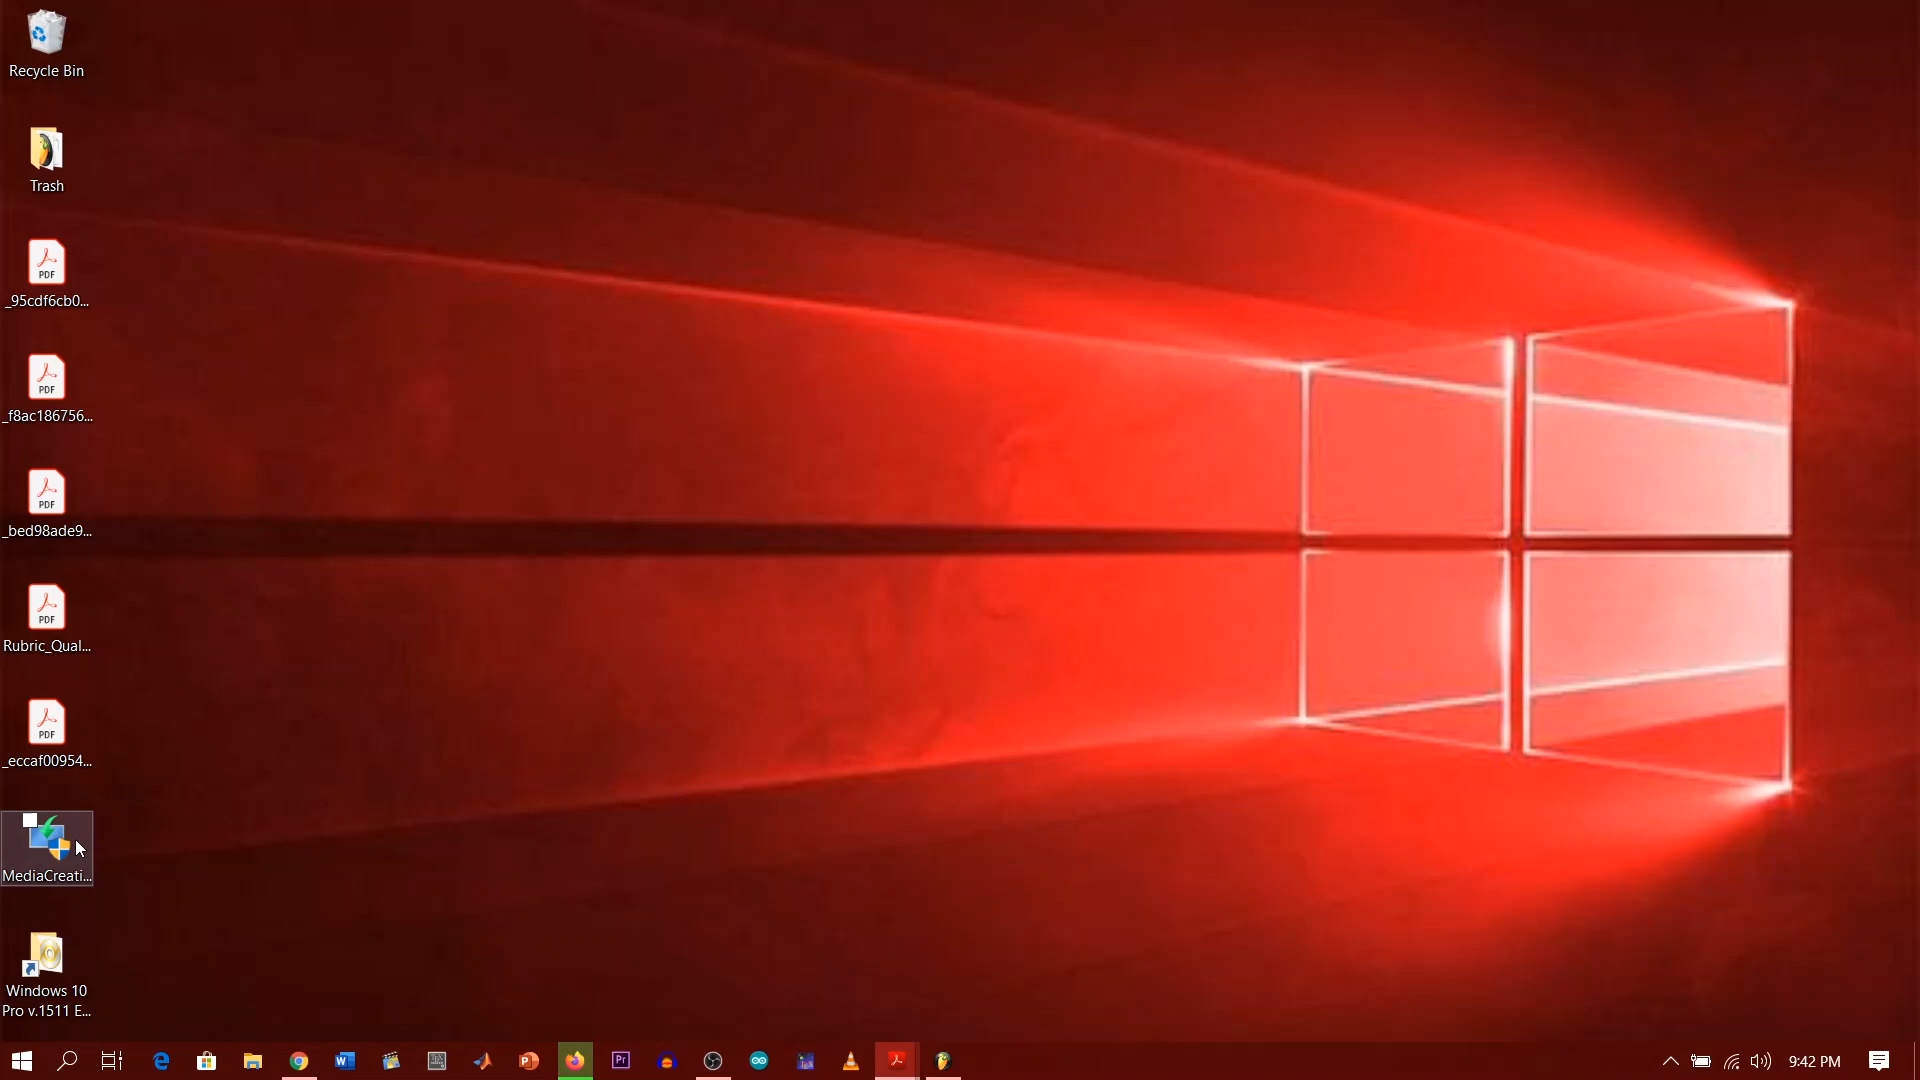 Recycle Bin
Trash
PDF
_95cdf6cb0...
PDF
_f8ac186756...
PDF
_bed98ade9...
PDF
Rubric_Qual...
PDF
_eccaf00954...
MediaCreati...
Windows 10
Pro v.1511 E...
9:42 PM